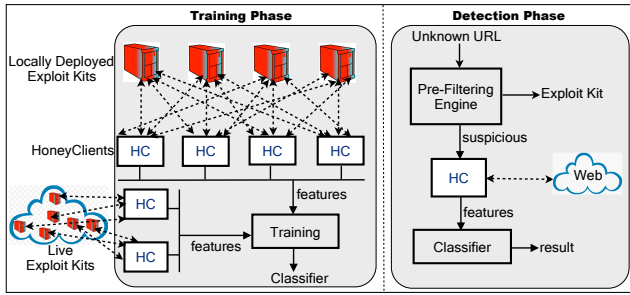 Training Phase
Locally Deployed
Exploit Kits
HoneyClients
HC
HC
HC
HC
HC
HC
features
features
Training
Classifier
Live
Exploit Kits
Detection Phase
Unknown URL
Pre-Filtering
Engine
Exploit Kit
suspicious
HC
Web
features
Classifier
result